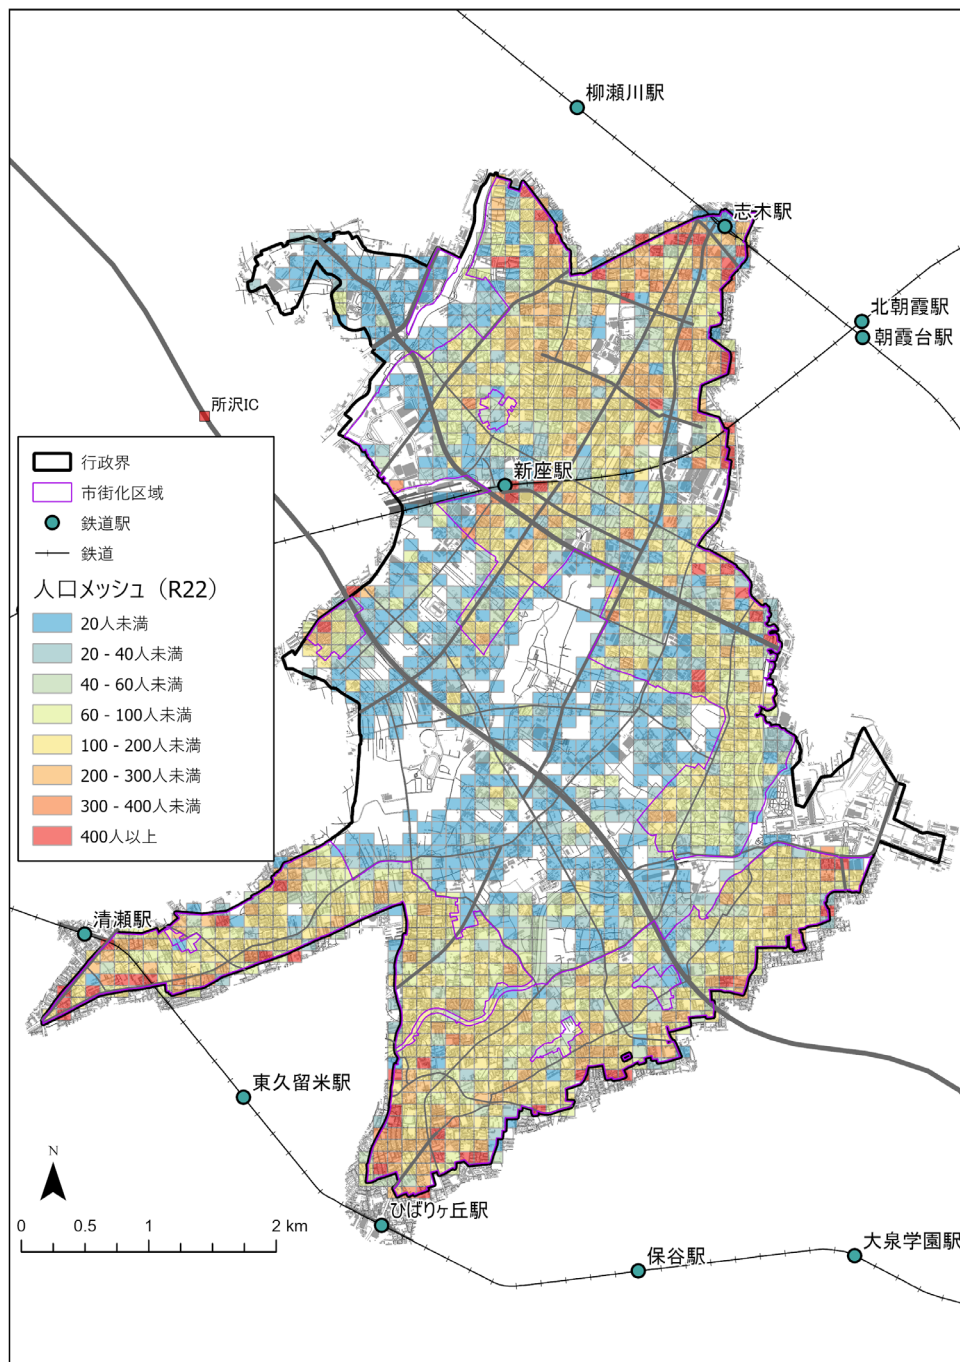 柳瀬川駅
志木駅
北朝霞駅
朝霞台駅
所沢IC
新座駅
行政界
市街化区域
鉄道駅
鉄道
人口メッシュ（R22）
20人未満
20 - 40人未満
40 - 60人未満
60 - 100人未満
100 - 200人未満
200 - 300人未満
300 - 400人未満
400人以上
清瀬駅
東久留米駅
N
0 0.5 1 2 km
ひばりヶ丘駅
保谷駅
大泉学園駅